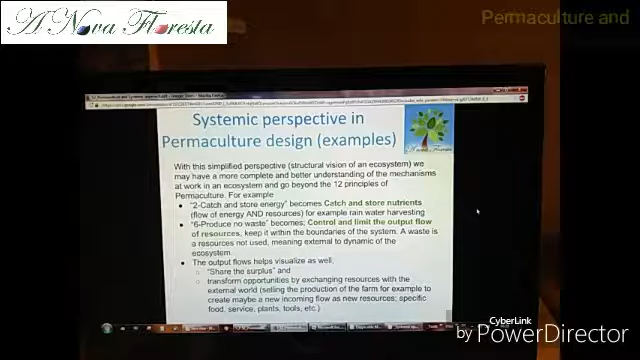 A Nova Floresta
Permaculture and
Systemic perspective in
Permaculture design (examples)
A Nova Floresta
With this simplified perspective (structural vision of an ecosystem) we
may have a more complete and better understanding of the mechanisms
at work in an ecosystem and go beyond the 12 principles of
Permaculture. For example
• "2-Catch and store energy" becomes Catch and store nutrients
(flow of energy AND resources) for example rain water harvesting
• "6-Produce no waste" becomes; Control and limit the output flow
of resources, keep it within the boundaries of the system. A waste is
a resources not used, meaning external to dynamic of the
ecosystem.
• The output flows helps visualize as well;
○ "Share the surplus" and
○ transform opportunities by exchanging resources with the
external world (selling the production of the farm for example to
create maybe a new incoming flow as new resources; specific
food, service, plants, tools, etc.)
CyberLink
by PowerDirector